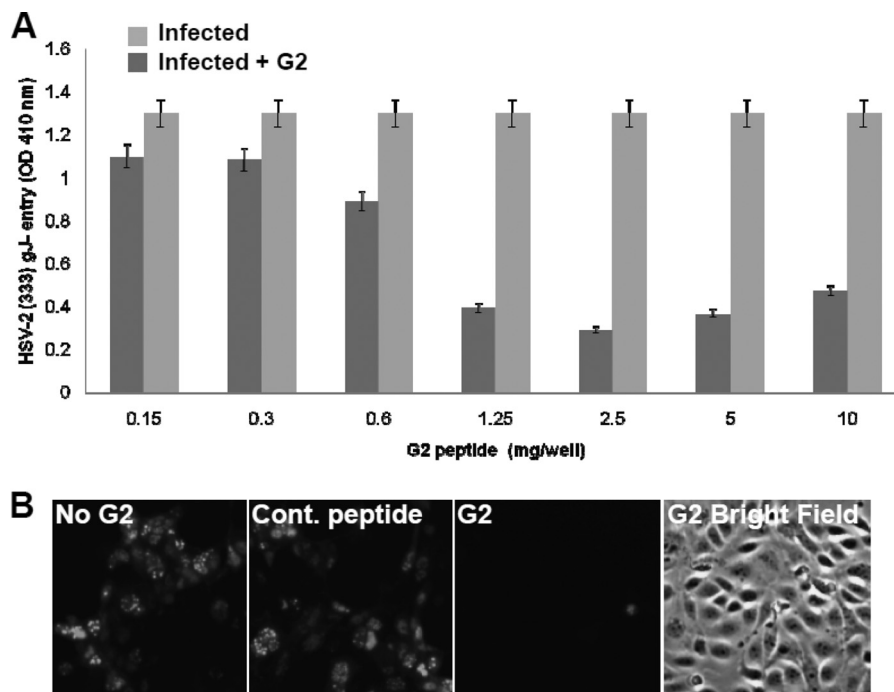 A
Infected
Infected + G2
HSV-2 (333) gJ- entry (OD 410 nm)
1.6
1.4
1.2
1
0.8
0.6
0.4
0.2
0
0.15 0.3 0.6 1.25 2.5 5 10
G2 peptide (mg/well)
B
No G2 Cont. peptide G2 G2 Bright Field